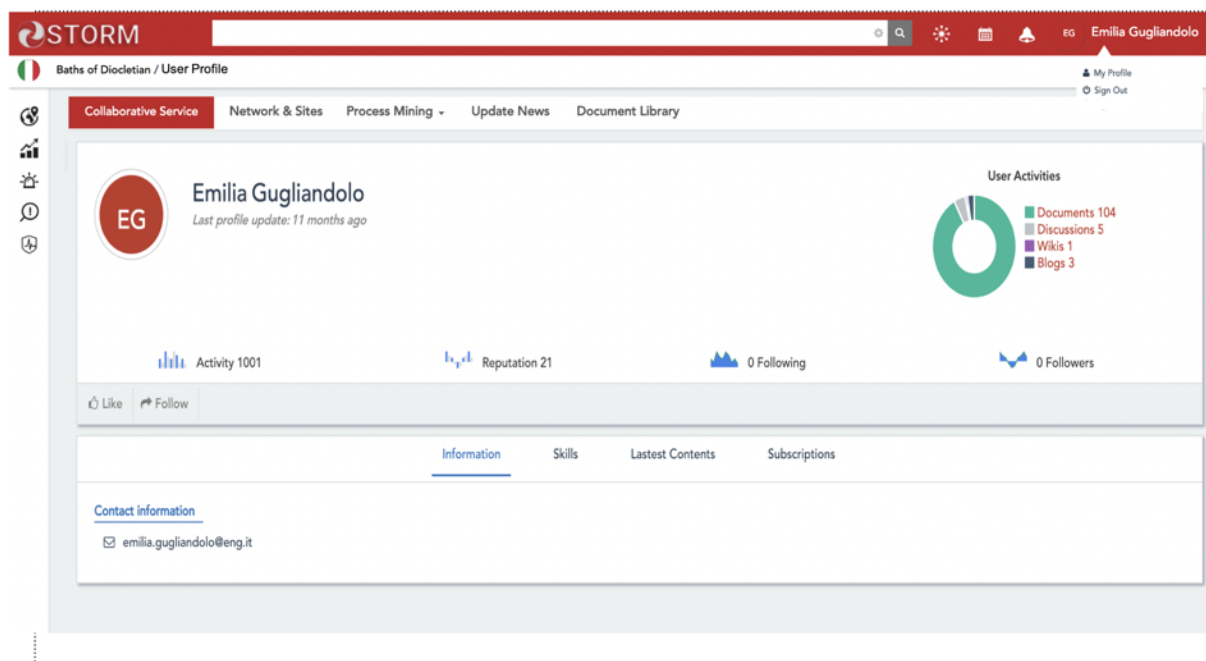 STORM
EG Emilia Gugliandolo
Baths of Diocletian / User Profile
My Profile
Sign Out
Collaborative Service Network & Sites Process Mining Update News Document Library
EG
Emilia Gugliandolo
Last profile update: 11 months ago
User Activities
Documents 104
Discussions 5
Wikis 1
Blogs 3
Activity 1001 Reputation 21 0 Following 0 Followers
Like Follow
Information Skills Lastest Contents Subscriptions
Contact information
emilia.gugliandolo@eng.it